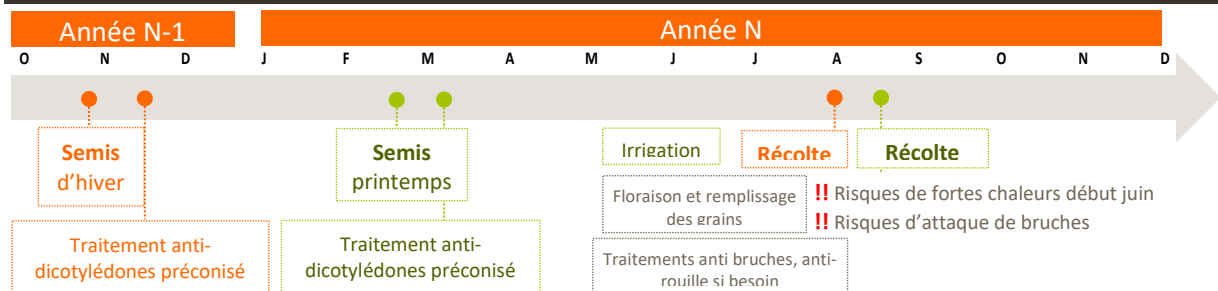 Année N-1
Année N
O N D J F M A M J J A S O N D
Semis
d'hiver
Semis
printemps
Irrigation
Récolte
Récolte
Floraison et remplissage
des grains
!! Risques de fortes chaleurs début juin
!! Risques d'attaque de bruches
Traitement anti-
dicotylédones préconisé
Traitement anti-
dicotylédones préconisé
Traitements anti bruches, anti-
rouille si besoin